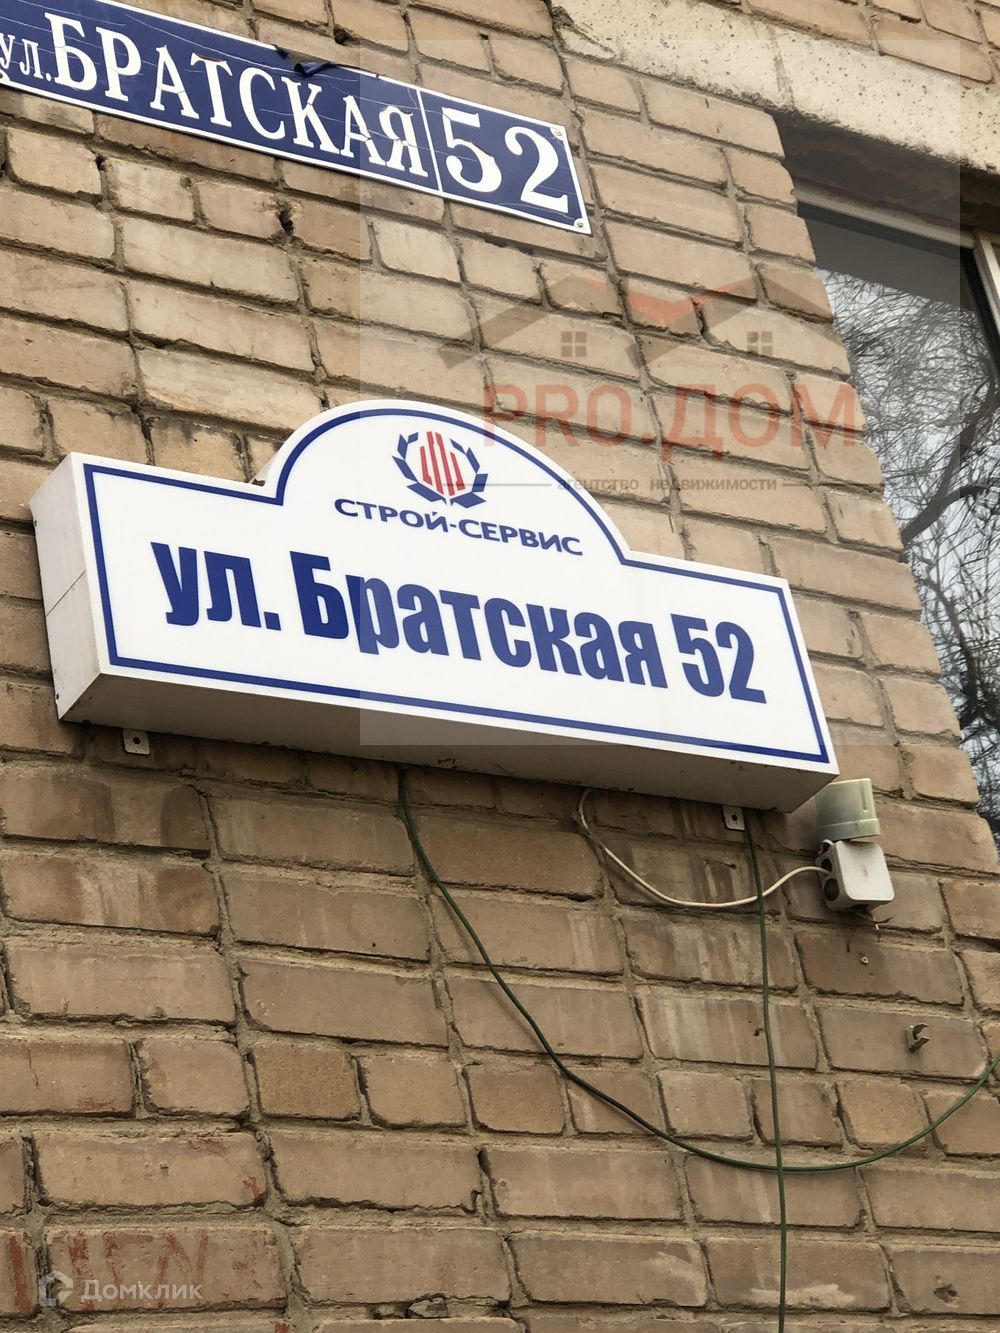 ул. БРАТСКАЯ 52
PRO.ДОМ
агентство недвижимости
СТРОЙ-СЕРВИС
ул. Братская 52
Домклик